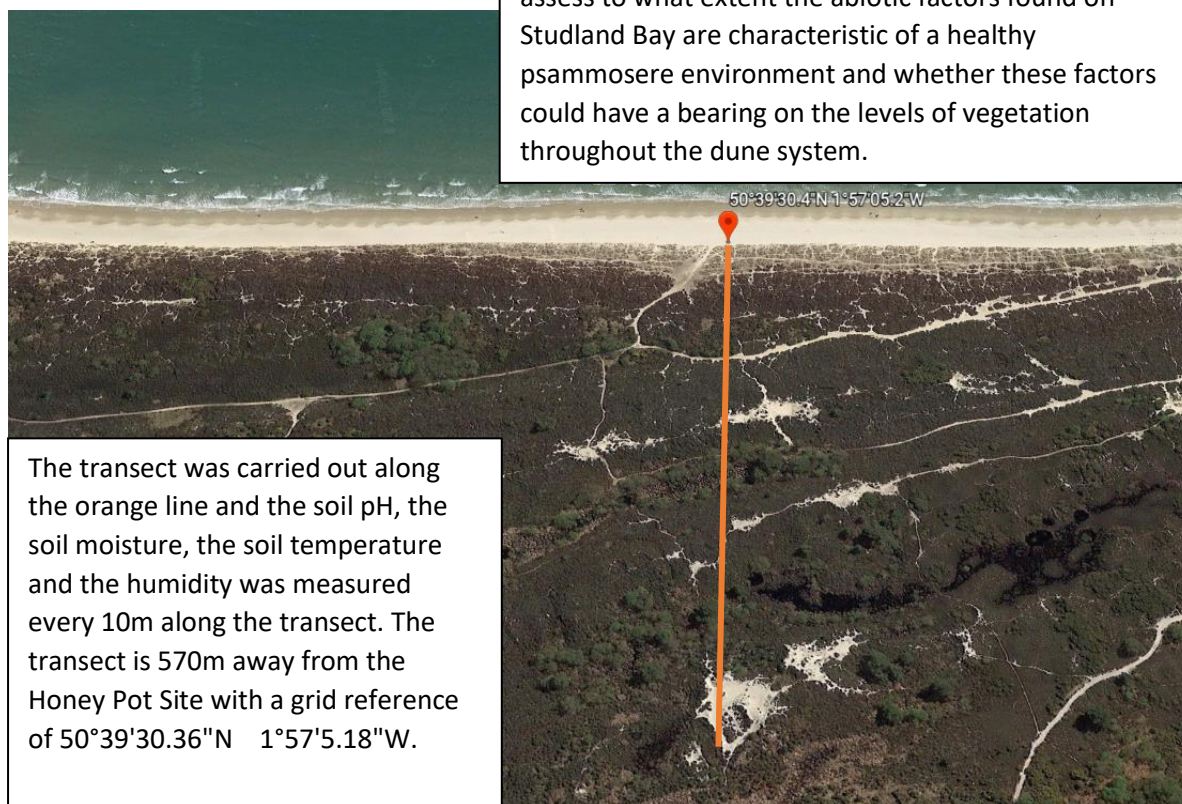 assess to what extent the abiotic factors found on
Studland Bay are characteristic of a healthy
psammosere environment and whether these factors
could have a bearing on the levels of vegetation
throughout the dune system.
50°39'30.4"N 1°57'05.2"W
The transect was carried out along
the orange line and the soil pH, the
soil moisture, the soil temperature
and the humidity was measured
every 10m along the transect. The
transect is 570m away from the
Honey Pot Site with a grid reference
of 50°39'30.36"N 1°57'5.18"W.